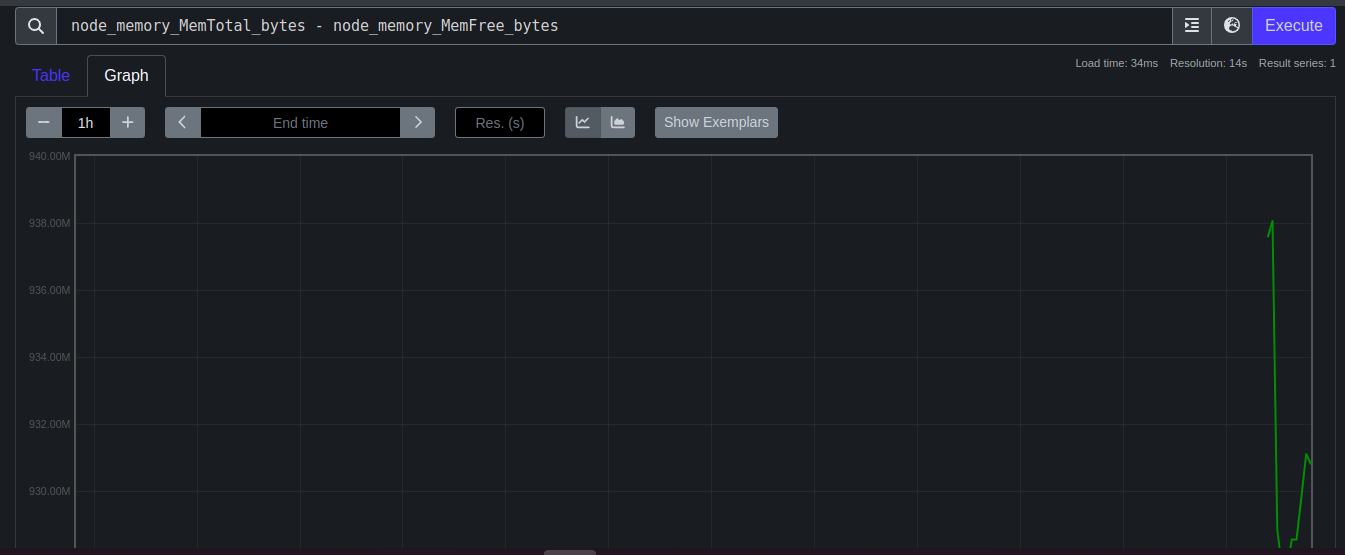 node_memory_MemTotal_bytes - node_memory_MemFree_bytes
Execute
Table
Graph
Load time: 34ms Resolution: 14s Result series: 1
1h
End time
Res. (s)
Show Exemplars
940.00M
938.00M
936.00M
934.00M
932.00M
930.00M